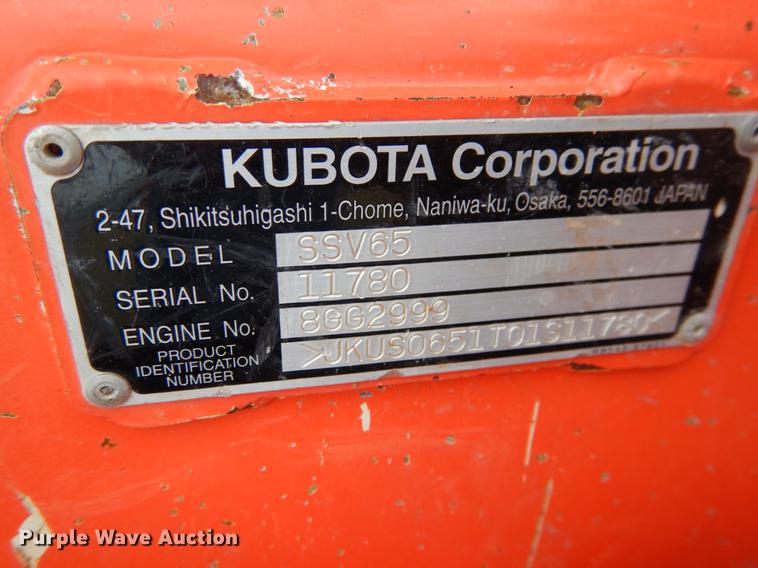 KUBOTA Corporation
2-47, Shikitsuhigashi 1-Chome, Naniwa-ku, Osaka, 556-8601 JAPAN
MODEL SSV65
SERIAL No. 11780
ENGINE No. 8GG2999
PRODUCT
IDENTIFICATION
NUMBER
>JKUS0651T01S11780<
Purple Wave Auction